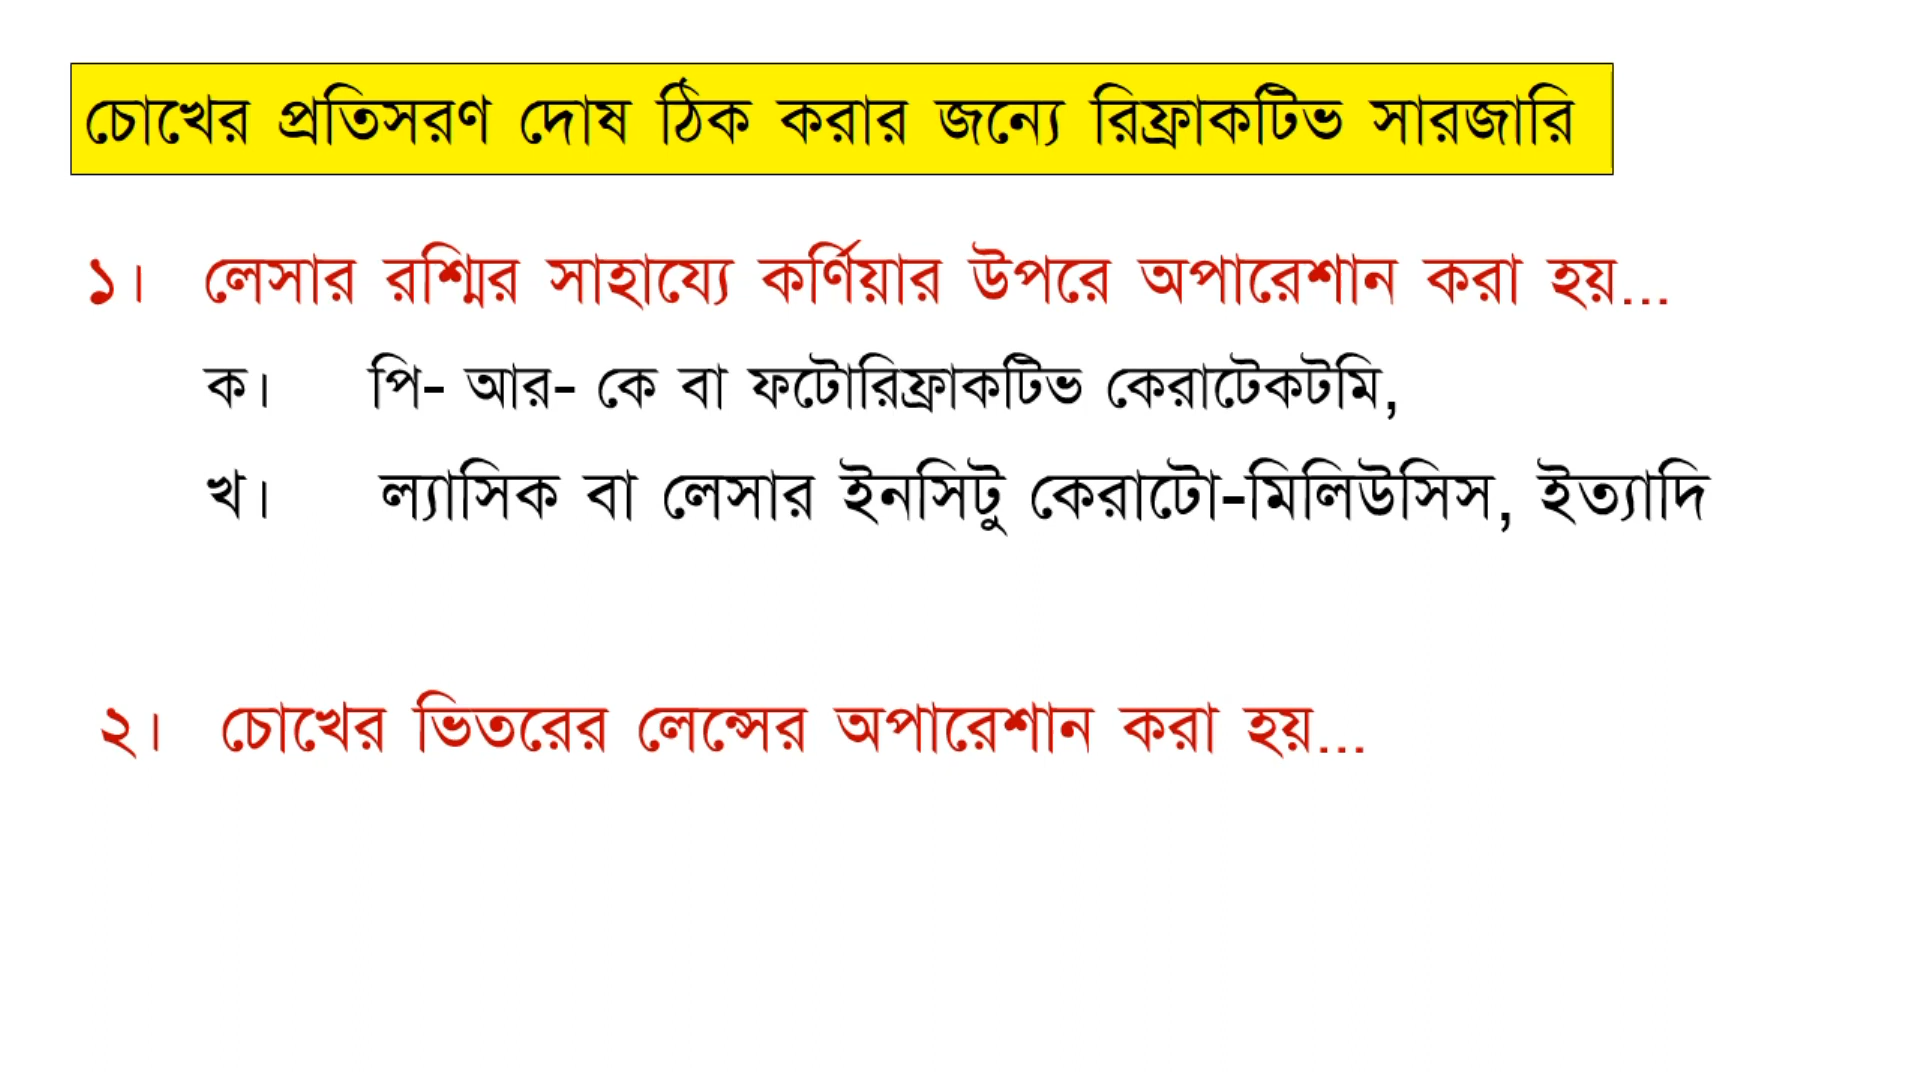 চোখের প্রতিসরণ দোষ ঠিক করার জন্যে রিফ্রাকটিভ সারজারি
১। লেসার রশ্মির সাহায্যে কর্ণিয়ার উপরে অপারেশান করা হয়...
ক। পি- আর- কে বা ফটোরিফ্রাকটিভ কেরাটেকটমি,
খ। ল্যাসিক বা লেসার ইনসিটু কেরাটো-মিলিউসিস, ইত্যাদি
২। চোখের ভিতরের লেন্সের অপারেশান করা হয়...